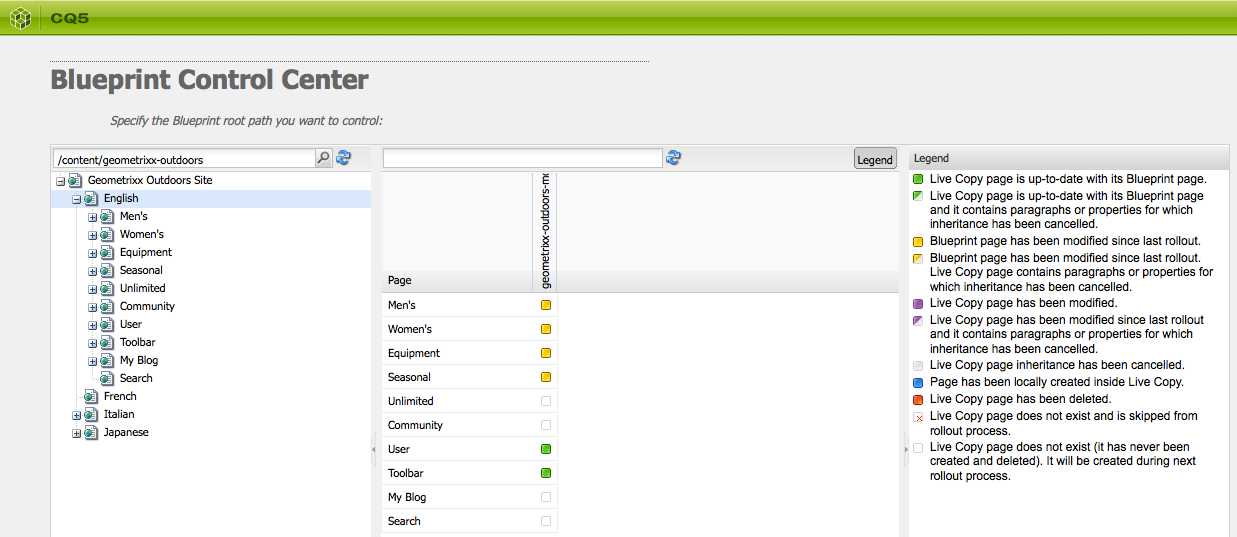 CQ5
Blueprint Control Center
Specify the Blueprint root path you want to control:
/content/geometrixx-outdoors
Geometrixx Outdoors Site
English
Men's
Women's
Equipment
Seasonal
Unlimited
Community
User
Toolbar
My Blog
Search
French
Italian
Japanese
Legend
geometrixx-outdoors-mo
Page
Men's
Women's
Equipment
Seasonal
Unlimited
Community
User
Toolbar
My Blog
Search
Legend
Live Copy page is up-to-date with its Blueprint page.
Live Copy page is up-to-date with its Blueprint page
and it contains paragraphs or properties for which
inheritance has been cancelled.
Blueprint page has been modified since last rollout.
Blueprint page has been modified since last rollout.
Live Copy page contains paragraphs or properties for
which inheritance has been cancelled.
Live Copy page has been modified.
Live Copy page has been modified since last rollout
and it contains paragraphs or properties for which
inheritance has been cancelled.
Live Copy page inheritance has been cancelled.
Page has been locally created inside Live Copy.
Live Copy page has been deleted.
Live Copy page does not exist and is skipped from
rollout process.
Live Copy page does not exist (it has never been
created and deleted). It will be created during next
rollout process.